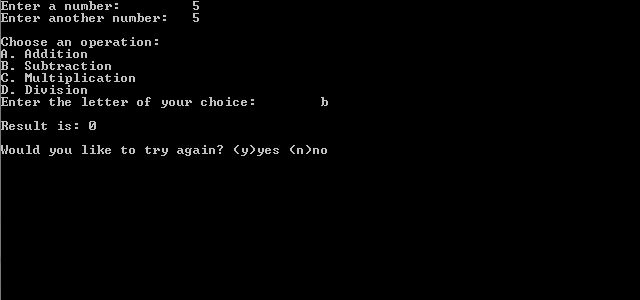 Enter a number: 5
Enter another number: 5
Choose an operation:
A. Addition
B. Subtraction
C. Multiplication
D. Division
Enter the letter of your choice: b
Result is: 0
Would you like to try again? (y)yes (n)no